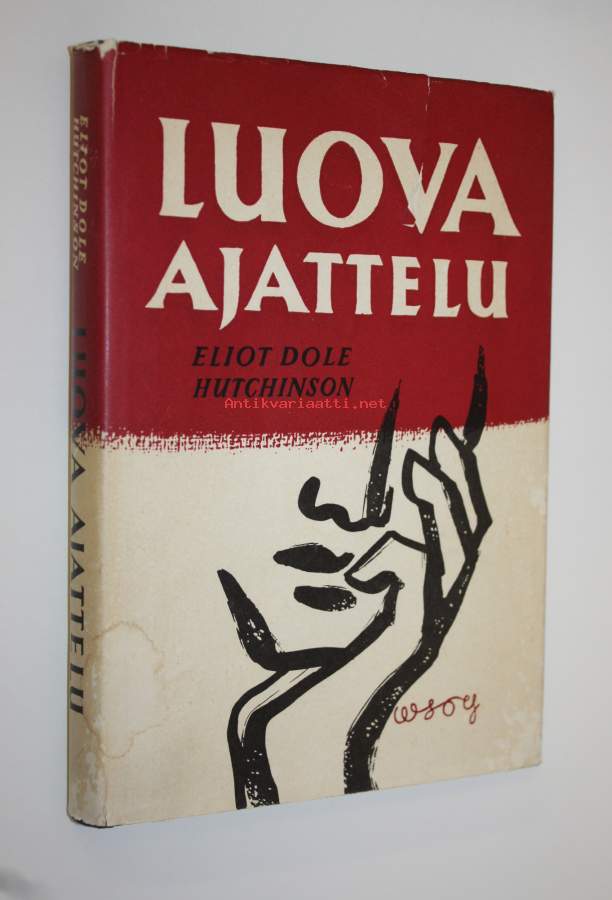 LUOVA
AJATTELU
ELIOT DOLE
HUTCHINSON
Antikvariaatti.net
wsoy
ELIOT DOLE
HUTCHINSON
LUOVA AJATTELU